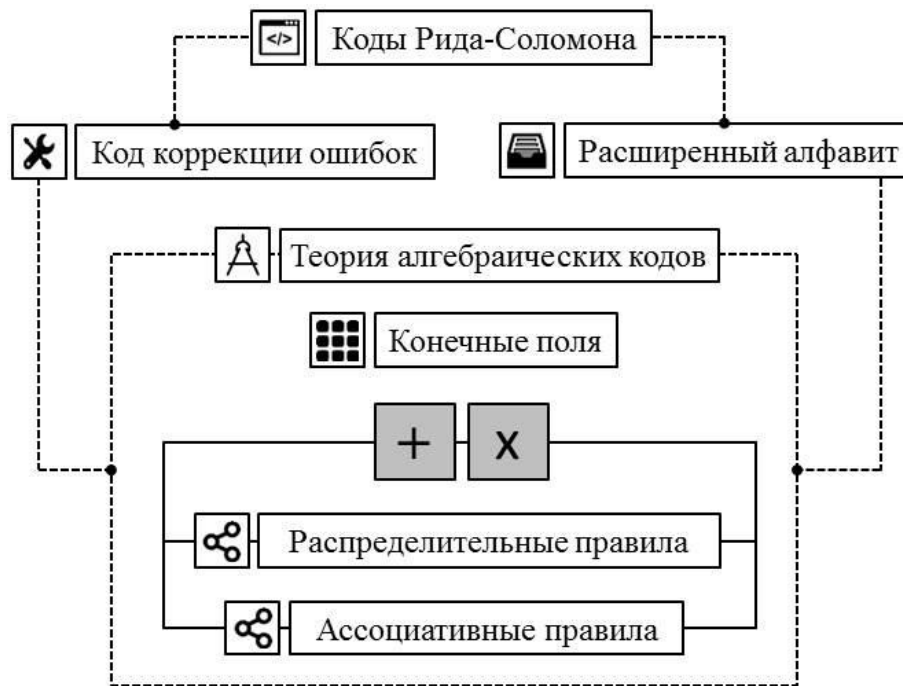 </> Коды Рида-Соломона
Код коррекции ошибок
Расширенный алфавит
Теория алгебраических кодов
Конечные поля
+ x
Распределительные правила
Ассоциативные правила